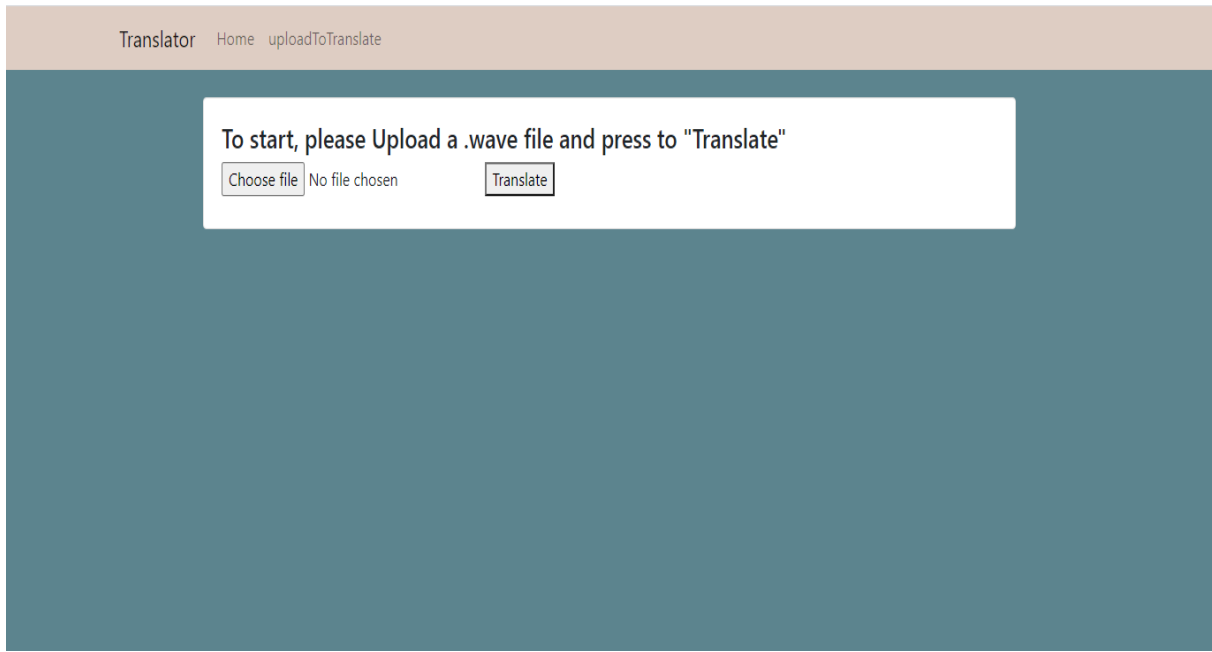 Translator Home uploadToTranslate
To start, please Upload a .wave file and press to "Translate"
Choose file No file chosen Translate